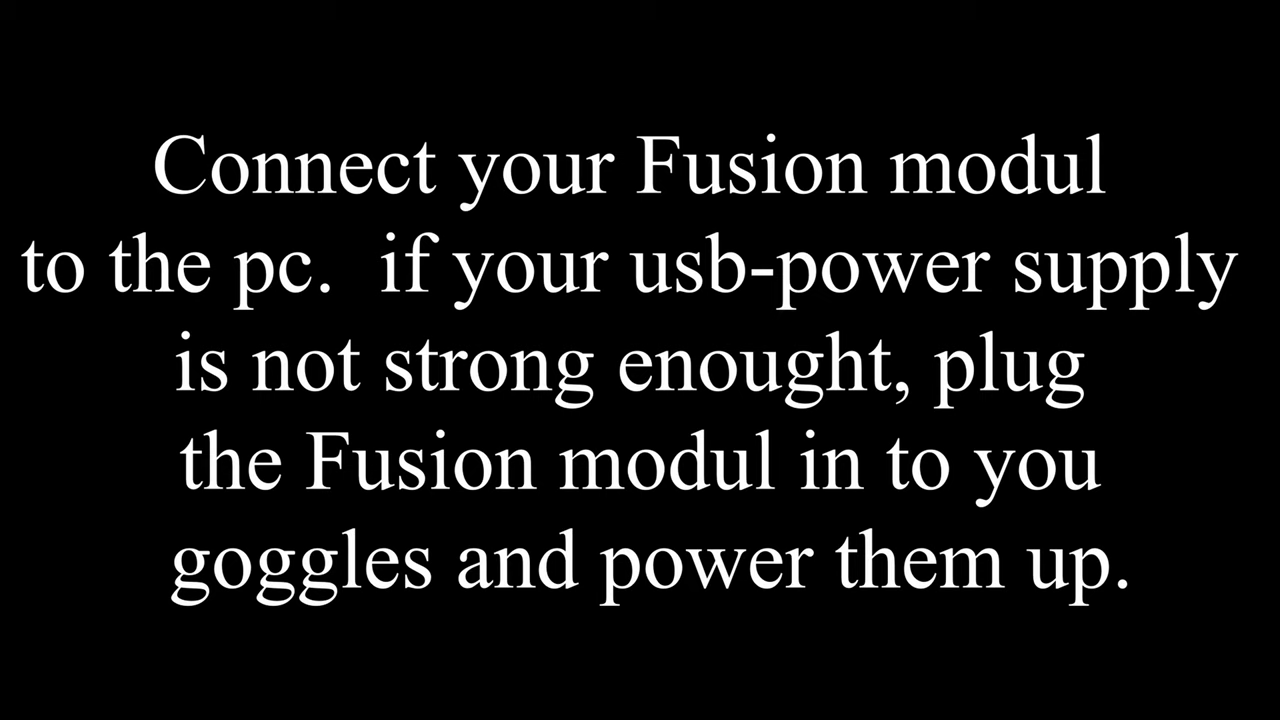 Connect your Fusion modul
to the pc.  if your usb-power supply
is not strong enought, plug
the Fusion modul in to you
goggles and power them up.